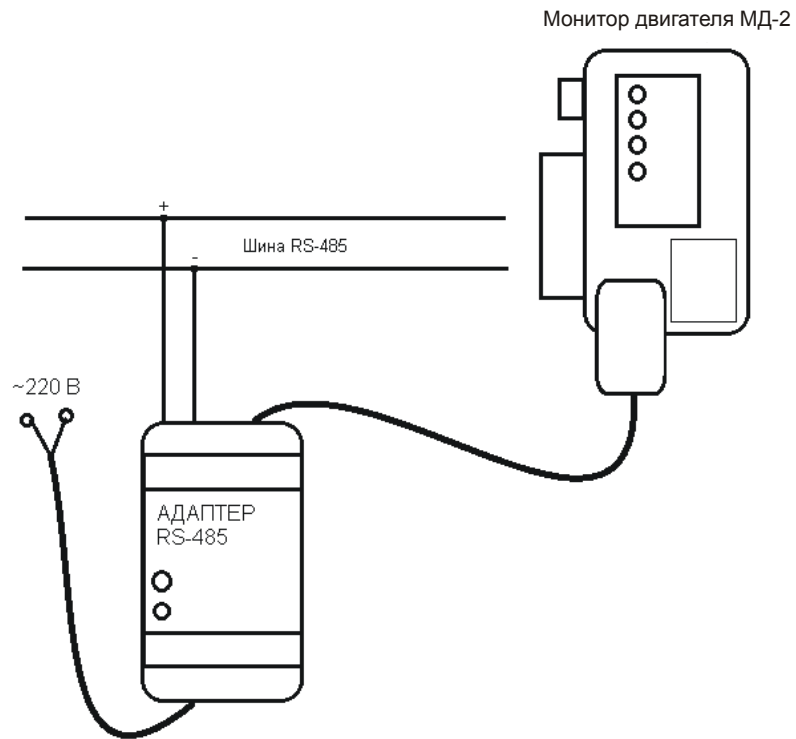 Монитор двигателя МД-2
+
Шина RS-485
-
~220 В
АДАПТЕР
RS-485